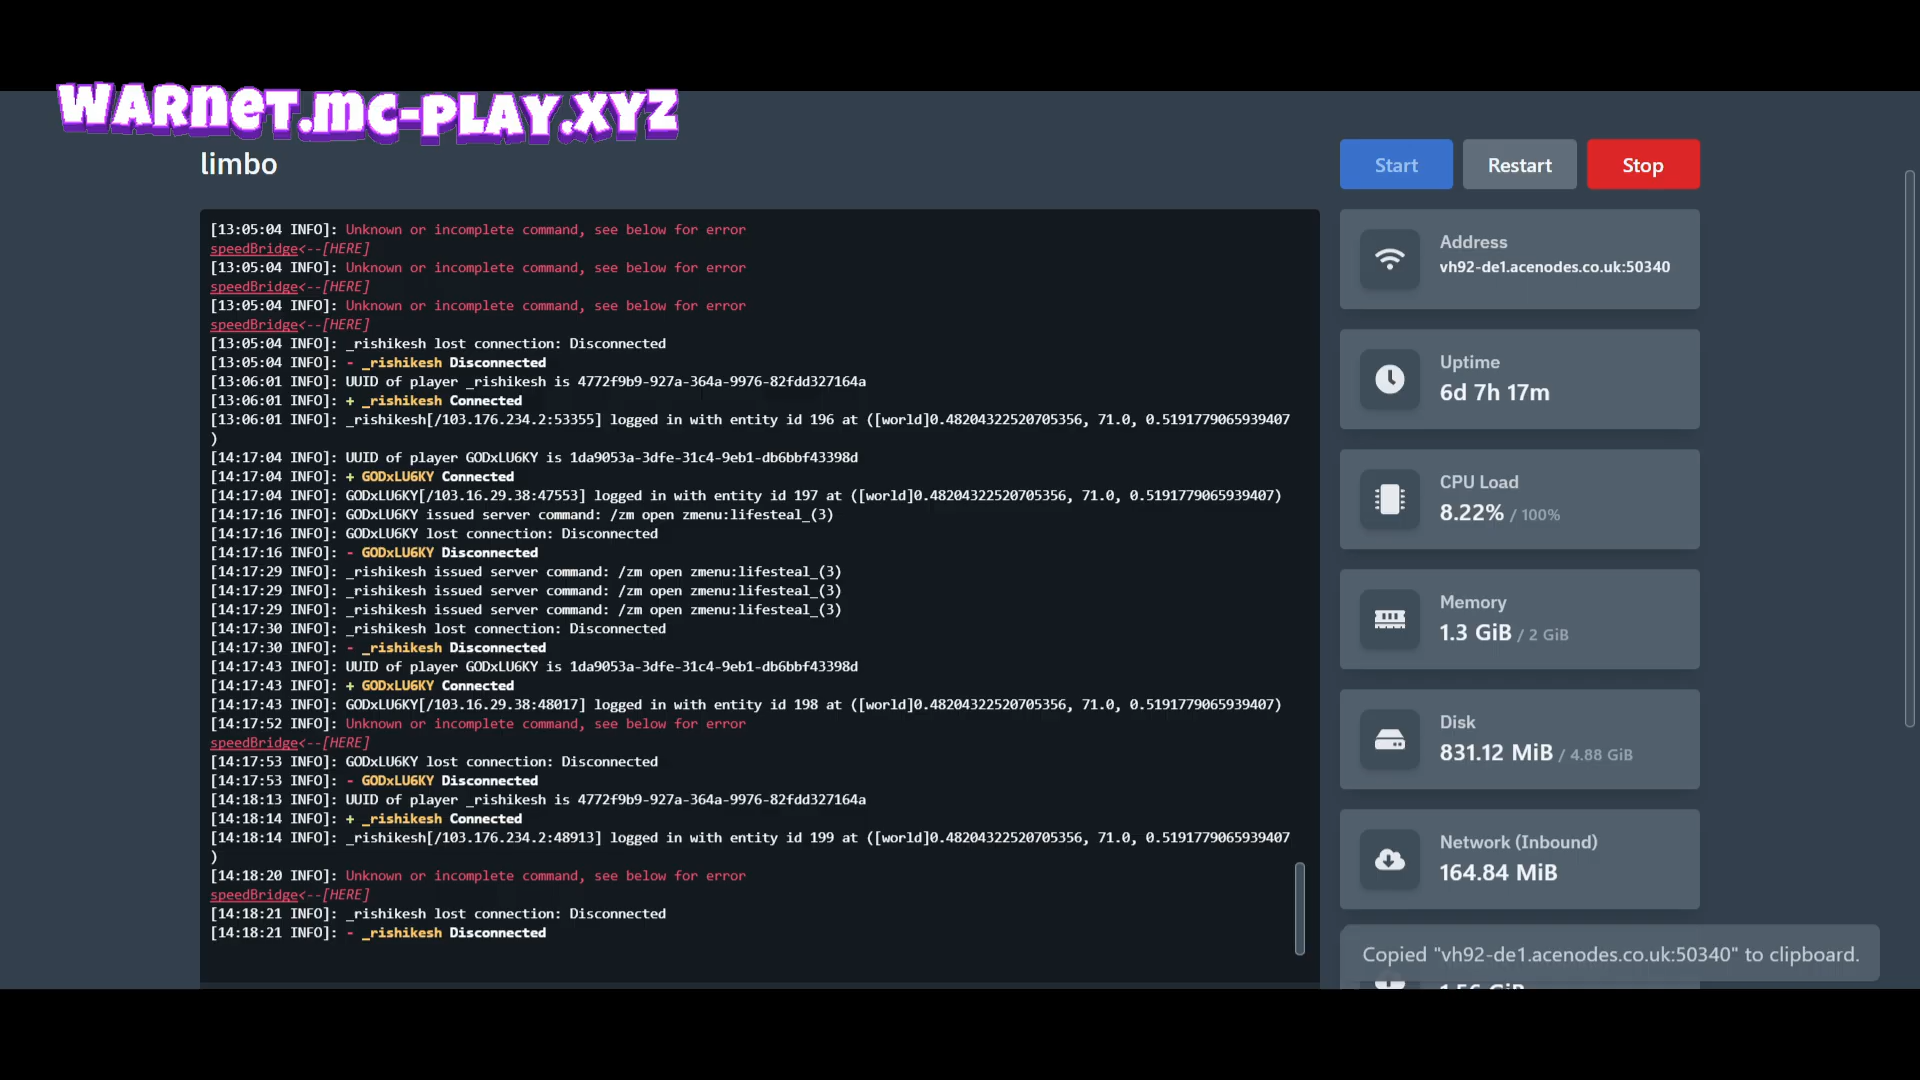 WARNET.MC-PLAY.XYZ
limbo
Start
Restart
Stop
[13:05:04 INFO]: Unknown or incomplete command, see below for error
speedBridge<--[HERE]
[13:05:04 INFO]: Unknown or incomplete command, see below for error
speedBridge<--[HERE]
[13:05:04 INFO]: Unknown or incomplete command, see below for error
speedBridge<--[HERE]
[13:05:04 INFO]: _rishikesh lost connection: Disconnected
[13:05:04 INFO]: - _rishikesh Disconnected
[13:06:01 INFO]: UUID of player _rishikesh is 4772f9b9-927a-364a-9976-82fdd327164a
[13:06:01 INFO]: + _rishikesh Connected
[13:06:01 INFO]: _rishikesh[/103.176.234.2:53355] logged in with entity id 196 at ([world]0.48204322520705356, 71.0, 0.5191779065939407
)
[14:17:04 INFO]: UUID of player GODxLU6KY is 1da9053a-3dfe-31c4-9eb1-db6bbf43398d
[14:17:04 INFO]: + GODxLU6KY Connected
[14:17:04 INFO]: GODxLU6KY[/103.16.29.38:47553] logged in with entity id 197 at ([world]0.48204322520705356, 71.0, 0.5191779065939407)
[14:17:16 INFO]: GODxLU6KY issued server command: /zm open zmenu:lifesteal_(3)
[14:17:16 INFO]: GODxLU6KY lost connection: Disconnected
[14:17:16 INFO]: - GODxLU6KY Disconnected
[14:17:29 INFO]: _rishikesh issued server command: /zm open zmenu:lifesteal_(3)
[14:17:29 INFO]: _rishikesh issued server command: /zm open zmenu:lifesteal_(3)
[14:17:29 INFO]: _rishikesh issued server command: /zm open zmenu:lifesteal_(3)
[14:17:30 INFO]: _rishikesh lost connection: Disconnected
[14:17:30 INFO]: - _rishikesh Disconnected
[14:17:43 INFO]: UUID of player GODxLU6KY is 1da9053a-3dfe-31c4-9eb1-db6bbf43398d
[14:17:43 INFO]: + GODxLU6KY Connected
[14:17:43 INFO]: GODxLU6KY[/103.16.29.38:48017] logged in with entity id 198 at ([world]0.48204322520705356, 71.0, 0.5191779065939407)
[14:17:52 INFO]: Unknown or incomplete command, see below for error
speedBridge<--[HERE]
[14:17:53 INFO]: GODxLU6KY lost connection: Disconnected
[14:17:53 INFO]: - GODxLU6KY Disconnected
[14:18:13 INFO]: UUID of player _rishikesh is 4772f9b9-927a-364a-9976-82fdd327164a
[14:18:14 INFO]: + _rishikesh Connected
[14:18:14 INFO]: _rishikesh[/103.176.234.2:48913] logged in with entity id 199 at ([world]0.48204322520705356, 71.0, 0.5191779065939407
)
[14:18:20 INFO]: Unknown or incomplete command, see below for error
speedBridge<--[HERE]
[14:18:21 INFO]: _rishikesh lost connection: Disconnected
[14:18:21 INFO]: - _rishikesh Disconnected
Address
vh92-de1.acenodes.co.uk:50340
Uptime
6d 7h 17m
CPU Load
8.22% / 100%
Memory
1.3 GiB / 2 GiB
Disk
831.12 MiB / 4.88 GiB
Network (Inbound)
164.84 MiB
Copied "vh92-de1.acenodes.co.uk:50340" to clipboard.